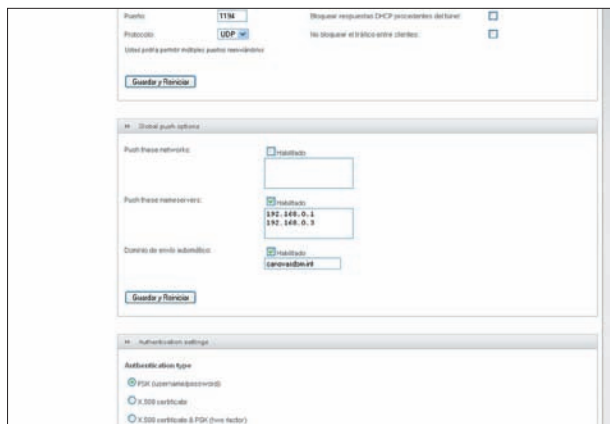 Puerto: 1194 Bloquear respuestas DHCP procedentes del túnel:
Protocolo: UDP No bloquear el tráfico entre clientes:
Usted podría permitir múltiples puertos reenviándolos
Guardar y Reiniciar
Global push options
Push these networks: Habilitado
Push these nameservers: Habilitado
192.168.0.1
192.168.0.3
Dominio de envío automático: Habilitado
Guardar y Reiniciar
Authentication settings
Authentication type
PSK (username/password)
X.509 certificate
X.509 certificate & PSK (two factor)